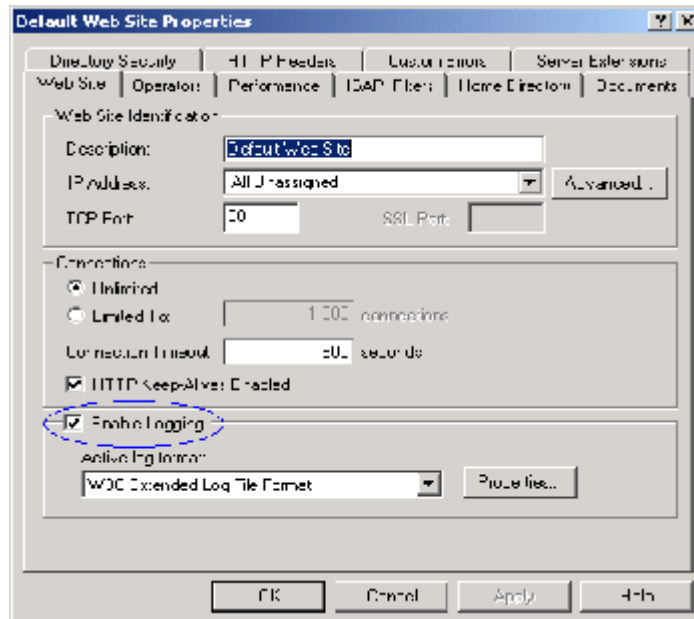 Default Web Site Properties
Directory Security HTTP Headers Custom Errors Server Extensions
Web Site Operators Performance ISAPI Filters Home Directory Documents
Web Site Identification
Description: Default Web Site
IP Address: (All Unassigned) Advanced...
TCP Port: SSL Port:
Connections
Unlimited
Limited To: 1,000 connections
Connection Timeout: seconds
HTTP Keep-Alives Enabled
Enable Logging
Active log format:
W3C Extended Log File Format Properties...
OK Cancel Apply Help